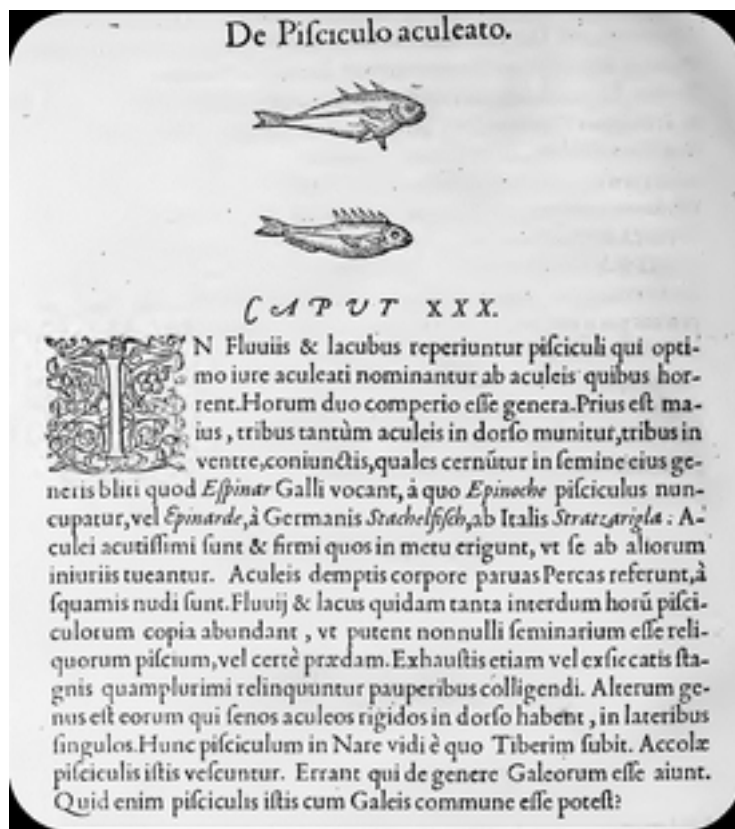 De Piſciculo aculeato.
CAPUT XXX.
IN Fluuiis & lacubus reperiuntur piſciculi qui opti-
mo iure aculeati nominantur ab aculeis quibus hor-
rent.Horum duo comperio eſſe genera.Prius eſt ma-
ius, tribus tantùm aculeis in dorſo munitur,tribus in
ventre,coniunctis,quales cernūtur in ſemine eius ge-
neris bliti quod Eſpinar Galli vocant, à quo Epinoche piſciculus nun-
cupatur,vel Epinarde,à Germanis Stachelfiſch,ab Italis Stratzarigla. A-
culei acutiſſimi ſunt & firmi quos in metu erigunt, vt ſe ab aliorum
iniuriis tueantur. Aculeis demptis corpore paruas Percas referunt,à
ſquamis nudi ſunt.Fluuij & lacus quidam tanta interdum horū piſci-
culorum copia abundant, vt putent nonnulli ſeminarium eſſe reli-
quorum piſcium,vel certè prædam.Exhauſtis etiam vel exſiccatis ſta-
gnis quamplurimi relinquuntur pauperibus colligendi. Alterum ge-
nus eſt eorum qui ſenos aculeos rigidos in dorſo habent, in lateribus
ſingulos.Hunc piſciculum in Nare vidi è quo Tiberim ſubit. Accolæ
piſciculis iſtis veſcuntur. Errant qui de genere Galeorum eſſe aiunt.
Quid enim piſciculis iſtis cum Galeis commune eſſe poteſt?